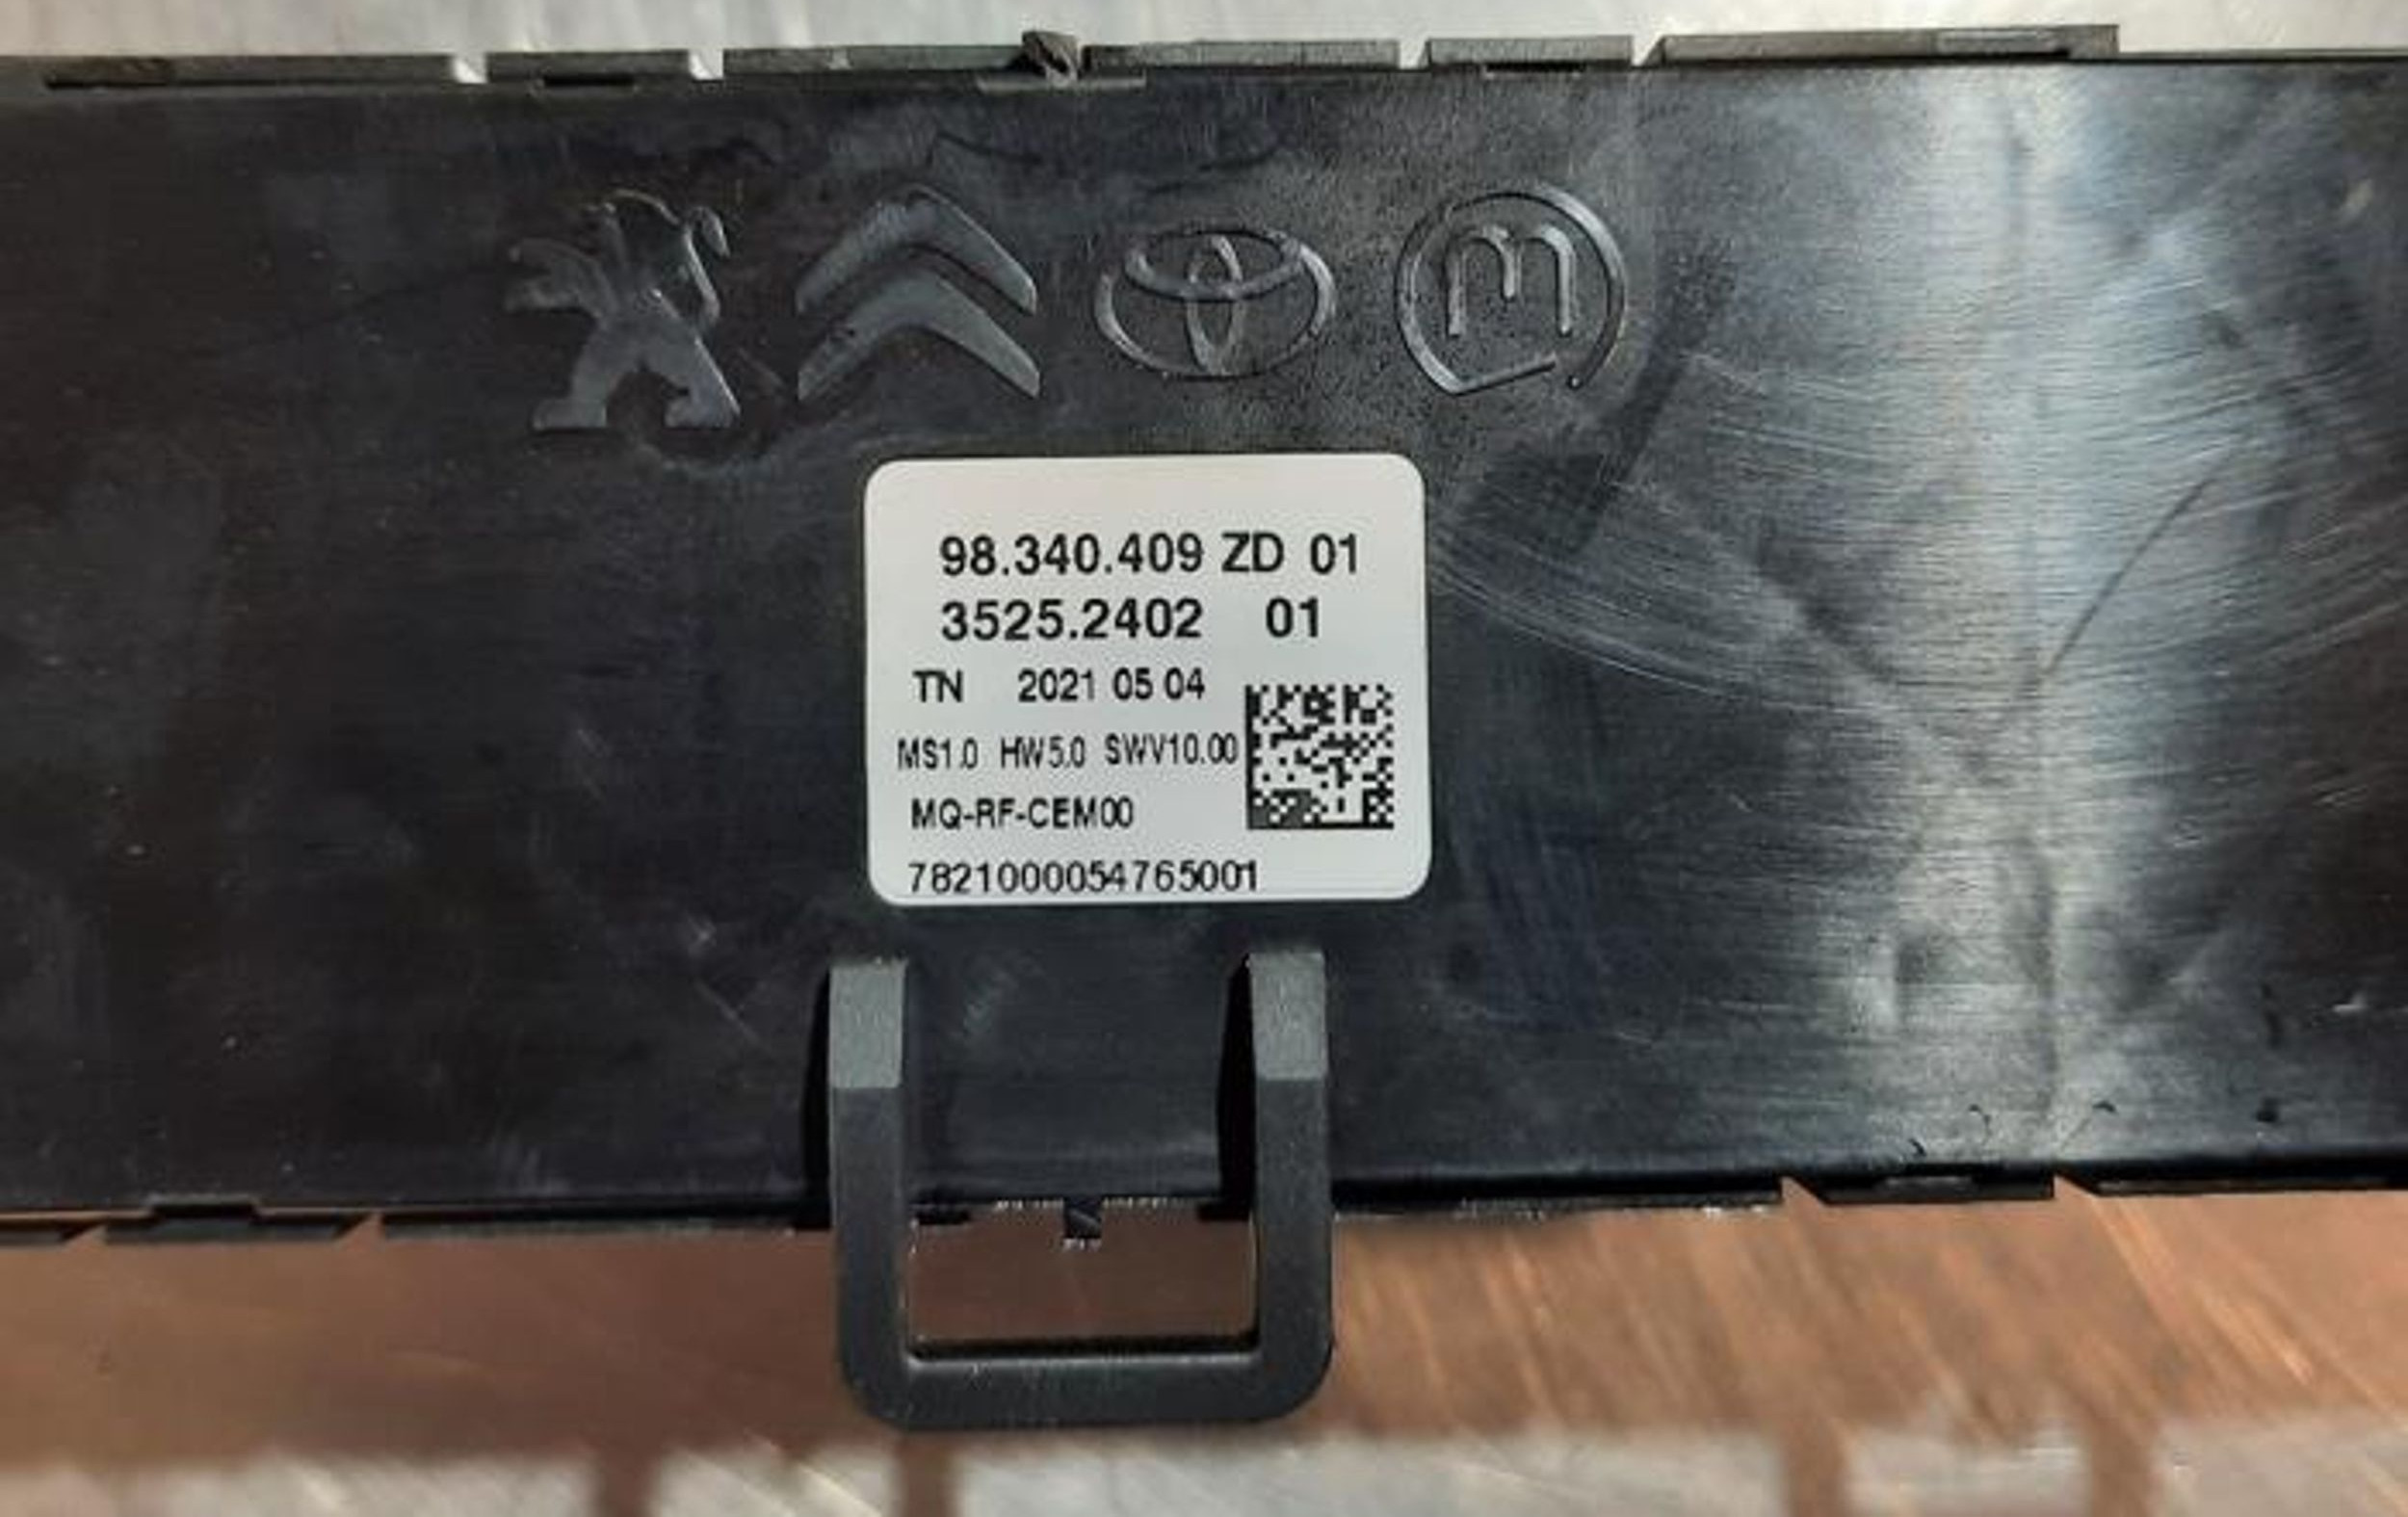 98.340.409 ZD 01
3525.2402 01
TN 2021 05 04
MS1.0 HW5.0 SWV10.00
MQ-RF-CEM00
7821000054765001